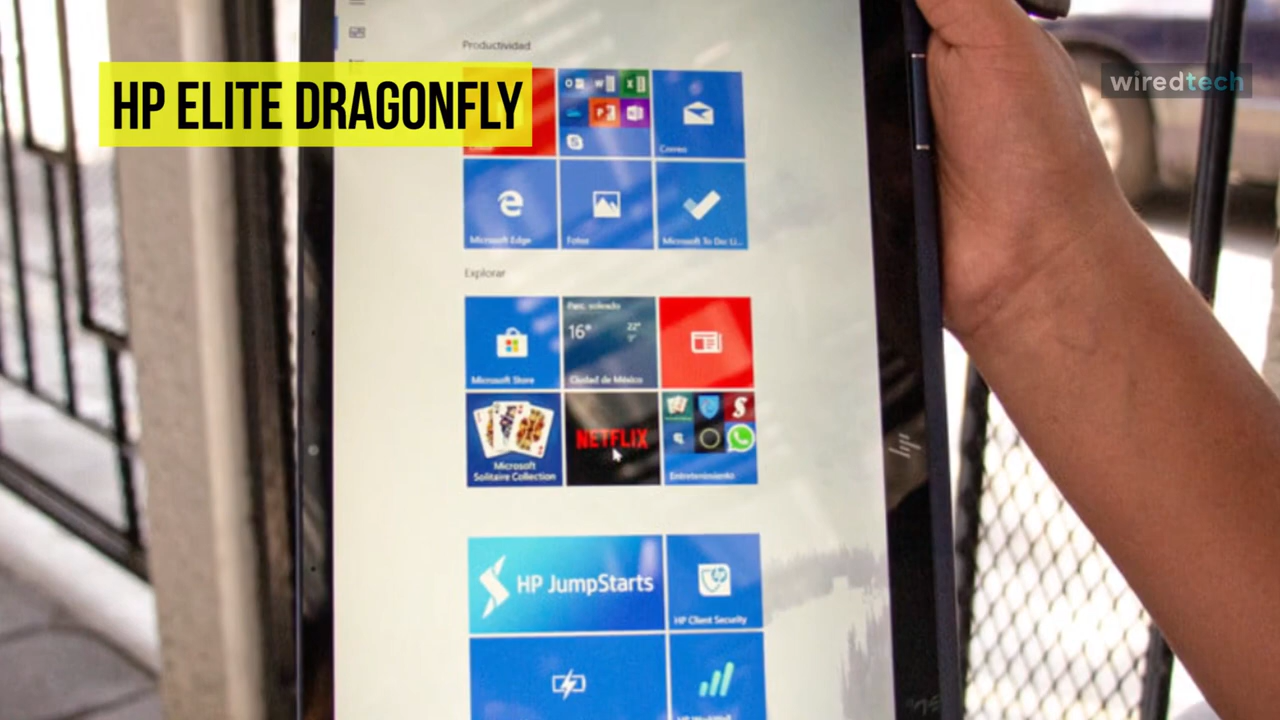 Productividad
HP ELITE DRAGONFLY
wiredtech
Correo
Microsoft Edge
Fotos
Microsoft To Do: Li...
Explorar
Parc. soleado
16°
22°
Microsoft Store
Ciudad de México
NETFLIX
Microsoft
Solitaire Collection
Entretenimiento
HP JumpStarts
HP Client Security